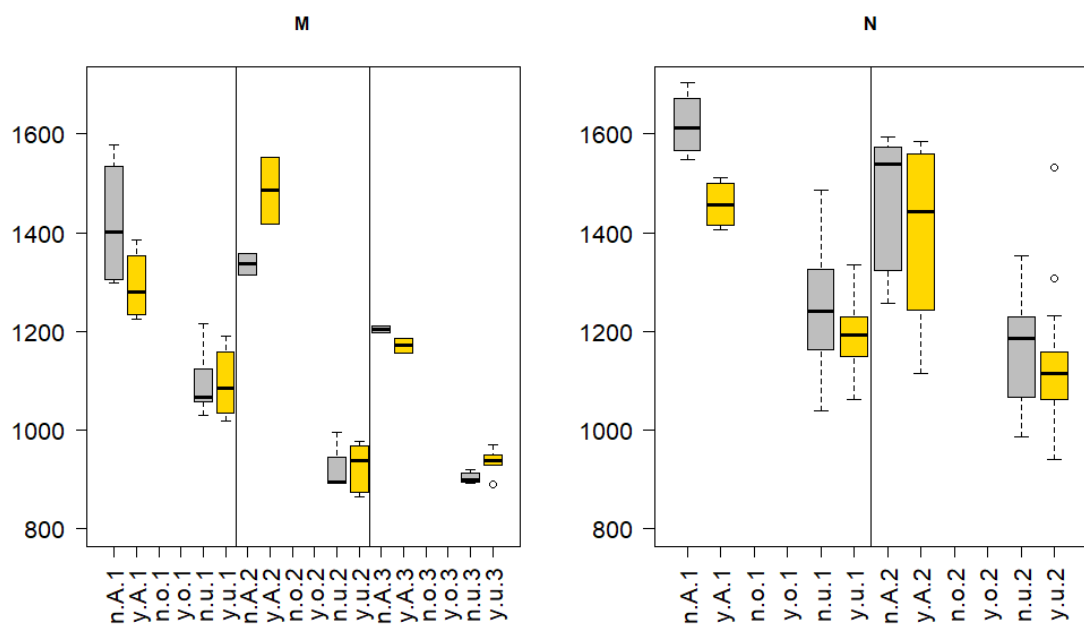 M
N
1600
1400
1200
1000
800
n.A.1
y.A.1
n.o.1
y.o.1
n.u.1
y.u.1
n.A.2
y.A.2
n.o.2
y.o.2
n.u.2
y.u.2
n.A.3
y.A.3
n.o.3
y.o.3
n.u.3
y.u.3
1600
1400
1200
1000
800
n.A.1
y.A.1
n.o.1
y.o.1
n.u.1
y.u.1
n.A.2
y.A.2
n.o.2
y.o.2
n.u.2
y.u.2